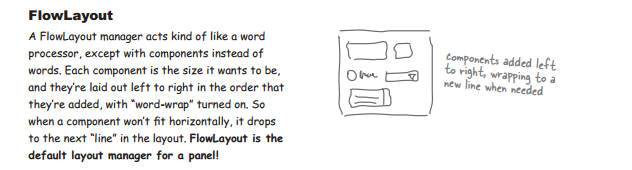 FlowLayout
A FlowLayout manager acts kind of like a word
processor, except with components instead of
words. Each component is the size it wants to be,
and they're laid out left to right in the order that
they're added, with "word-wrap" turned on. So
when a component won't fit horizontally, it drops
to the next "line" in the layout. FlowLayout is the
default layout manager for a panel!
components added left
to right, wrapping to a
new line when needed